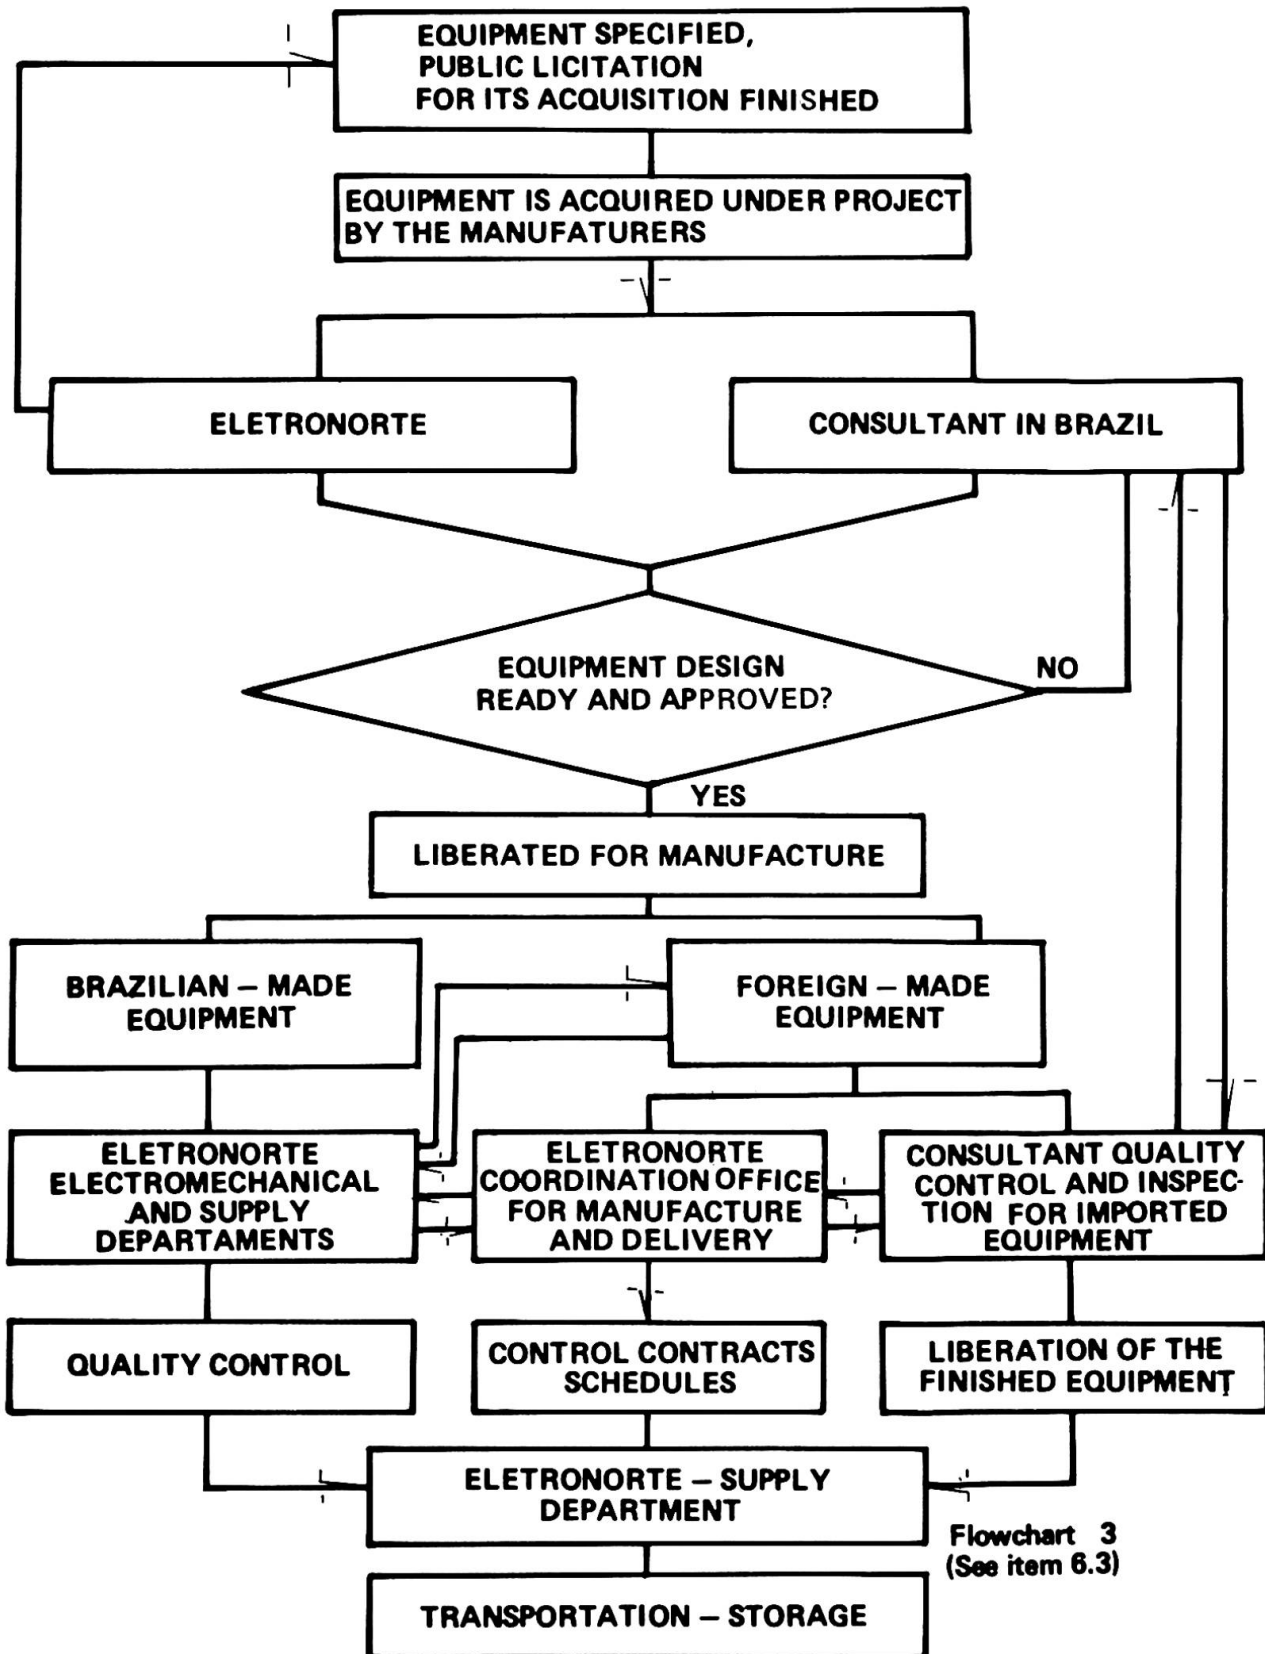 EQUIPMENT SPECIFIED,
PUBLIC LICITATION
FOR ITS ACQUISITION FINISHED
EQUIPMENT IS ACQUIRED UNDER PROJECT
BY THE MANUFATURERS
ELETRONORTE
CONSULTANT IN BRAZIL
EQUIPMENT DESIGN
READY AND APPROVED?
NO
YES
LIBERATED FOR MANUFACTURE
BRAZILIAN – MADE
EQUIPMENT
FOREIGN – MADE
EQUIPMENT
ELETRONORTE
ELECTROMECHANICAL
AND SUPPLY
DEPARTAMENTS
ELETRONORTE
COORDINATION OFFICE
FOR MANUFACTURE
AND DELIVERY
CONSULTANT QUALITY
CONTROL AND INSPEC-
TION FOR IMPORTED
EQUIPMENT
QUALITY CONTROL
CONTROL CONTRACTS
SCHEDULES
LIBERATION OF THE
FINISHED EQUIPMENT
ELETRONORTE – SUPPLY
DEPARTMENT
Flowchart 3
(See item 6.3)
TRANSPORTATION – STORAGE